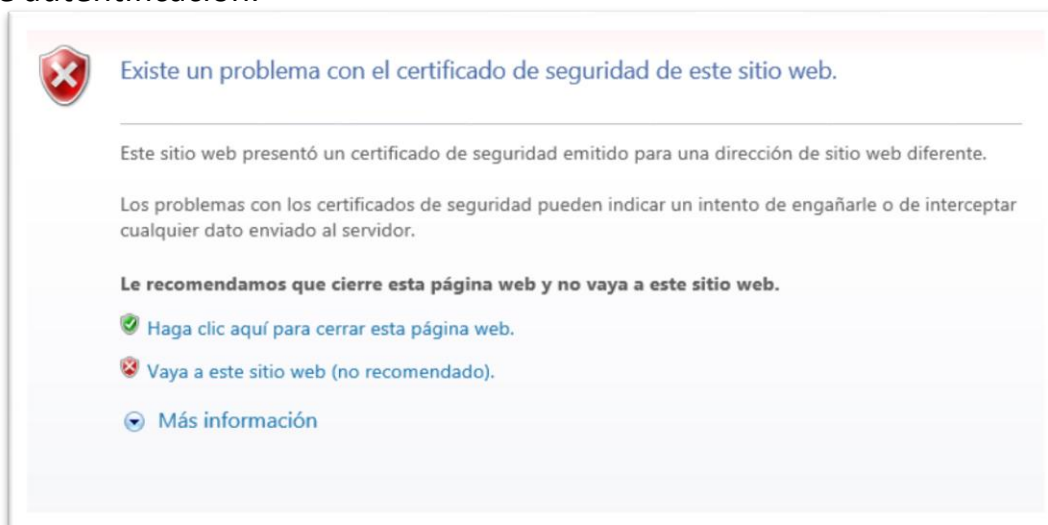 e autentificación.
Existe un problema con el certificado de seguridad de este sitio web.
Este sitio web presentó un certificado de seguridad emitido para una dirección de sitio web diferente.
Los problemas con los certificados de seguridad pueden indicar un intento de engañarle o de interceptar
cualquier dato enviado al servidor.
Le recomendamos que cierre esta página web y no vaya a este sitio web.
Haga clic aquí para cerrar esta página web.
Vaya a este sitio web (no recomendado).
Más información